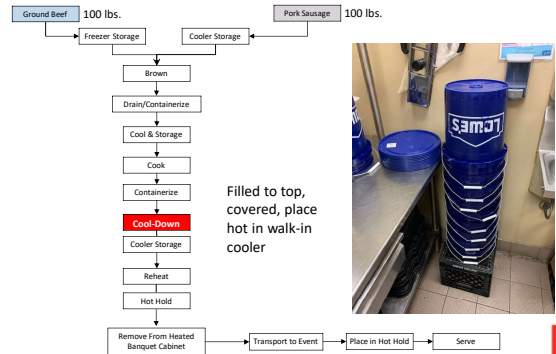 Ground Beef
100 lbs.
Pork Sausage
100 lbs.
Freezer Storage
Cooler Storage
Brown
Drain/Containerize
Cool & Storage
Cook
Containerize
Cool-Down
Cooler Storage
Reheat
Hot Hold
Remove From Heated
Banquet Cabinet
Transport to Event
Place in Hot Hold
Serve
Filled to top,
covered, place
hot in walk-in
cooler
LOWES